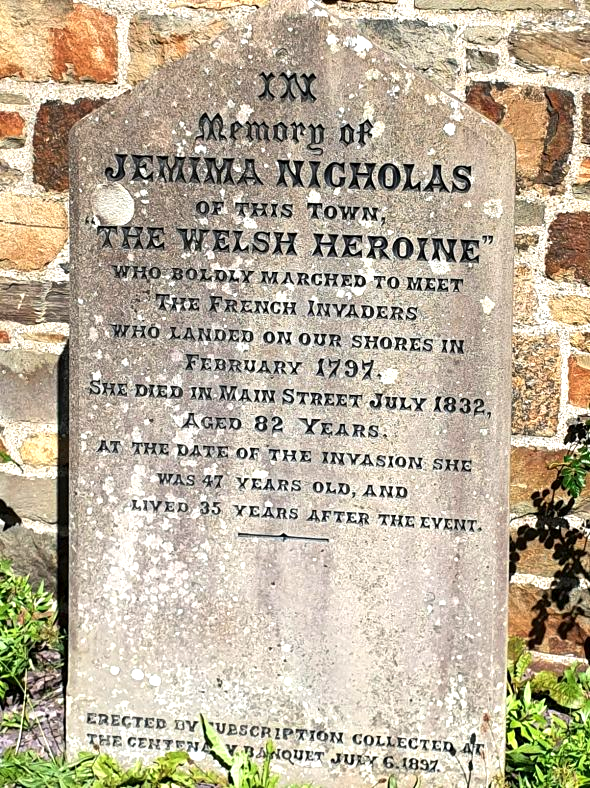 IN
Memory of
JEMIMA NICHOLAS
OF THIS TOWN,
"THE WELSH HEROINE"
WHO BOLDLY MARCHED TO MEET
THE FRENCH INVADERS
WHO LANDED ON OUR SHORES IN
FEBRUARY 1797.
SHE DIED IN MAIN STREET JULY 1832,
AGED 82 YEARS.
AT THE DATE OF THE INVASION SHE
WAS 47 YEARS OLD, AND
LIVED 35 YEARS AFTER THE EVENT.
ERECTED BY SUBSCRIPTION COLLECTED AT
THE CENTENARY BANQUET JULY 6. 1897.